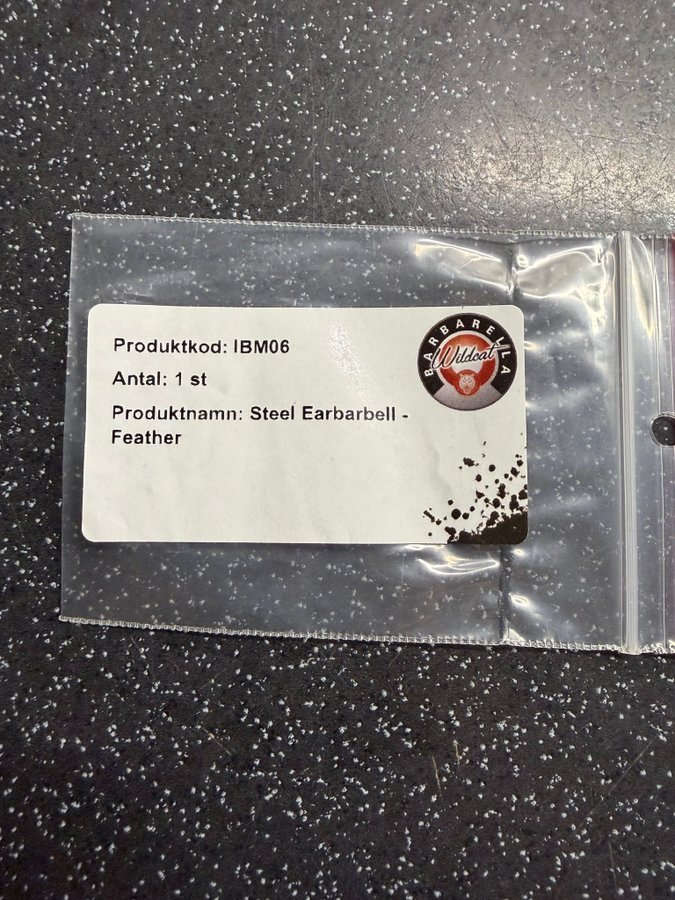 Produktkod: IBM06
Antal: 1 st
Produktnamn: Steel Earbarbell -
Feather
BARBARELLA
Wildcat